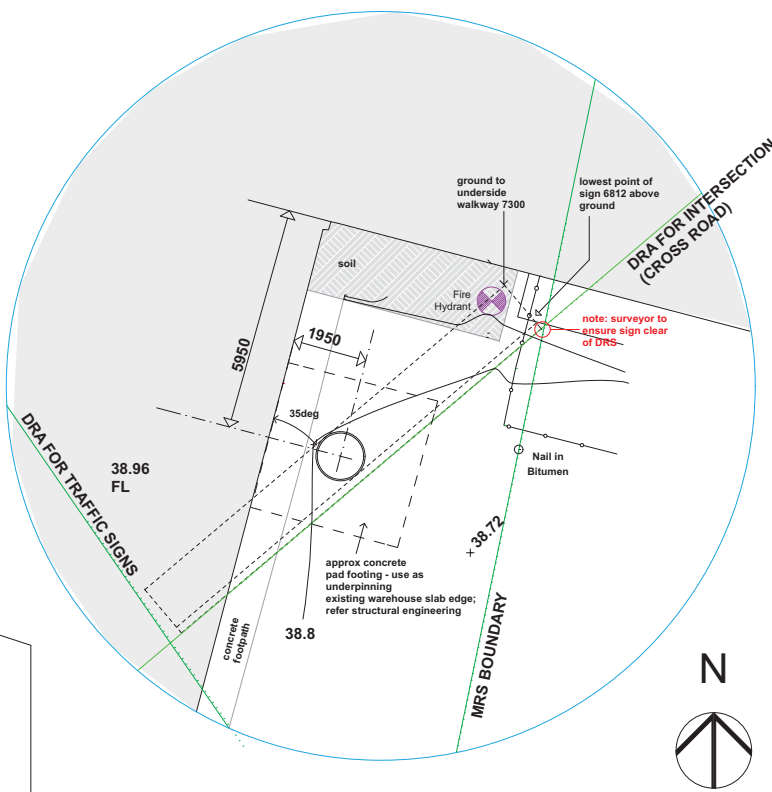 ground to
underside
walkway 7300
lowest point of
sign 6812 above
ground
DRA FOR INTERSECTION
(CROSS ROAD)
soil
Fire
Hydrant
note: surveyor to
ensure sign clear
of DRS
1950
5950
35deg
DRA FOR TRAFFIC SIGNS
38.96
FL
Nail in
Bitumen
× 38.72
approx concrete
pad footing - use as
underpinning
existing warehouse slab edge;
refer structural engineering
38.8
concrete
footpath
MRS BOUNDARY
N